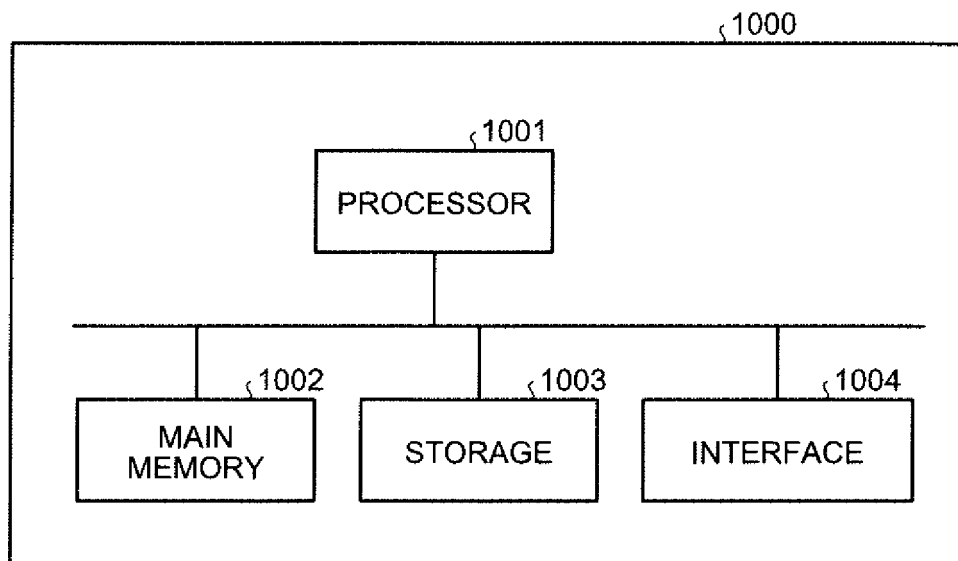 1000
1001
PROCESSOR
1002
1003
1004
MAIN
MEMORY
STORAGE
INTERFACE